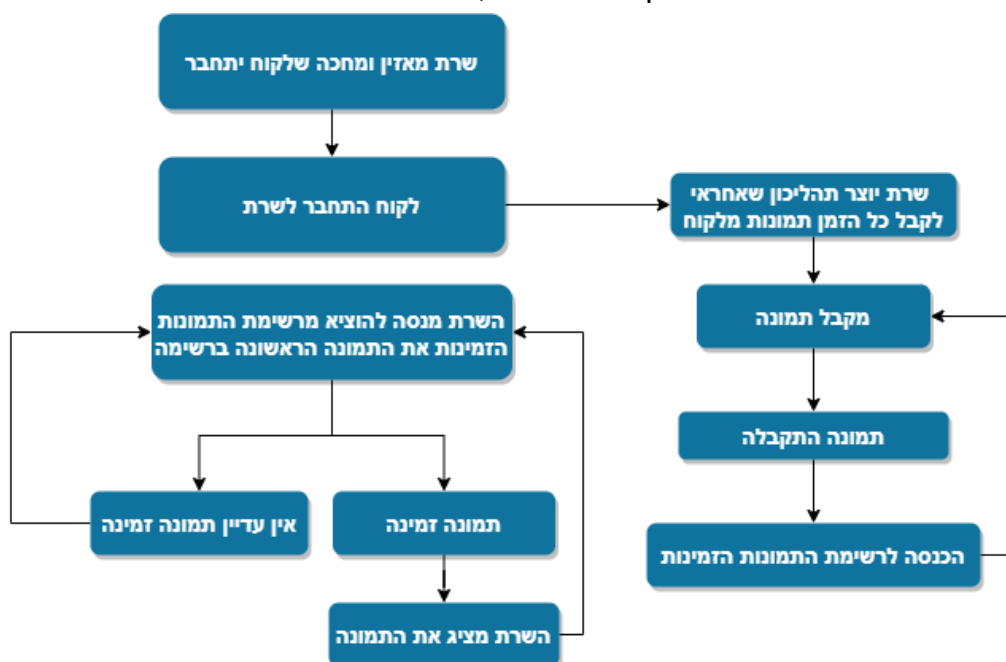 שרת מאזין ומחכה שלקוח יתחבר
לקוח התחבר לשרת
שרת יוצר תהליכון שאחראי
לקבל כל הזמן תמונות מלקוח
מקבל תמונה
תמונה התקבלה
הכנסה לרשימת התמונות הזמינות
השרת מנסה להוציא מרשימת התמונות
הזמינות את התמונה הראשונה ברשימה
תמונה זמינה
אין עדיין תמונה זמינה
השרת מציג את התמונה